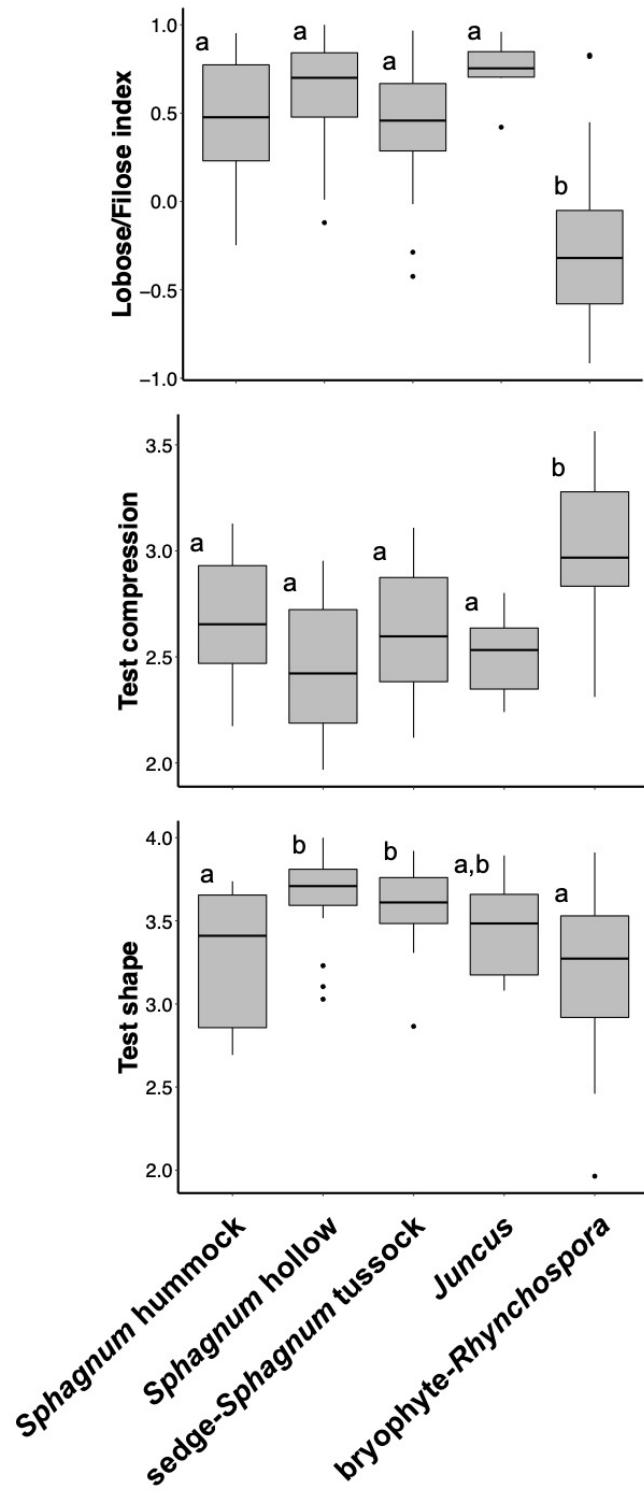 Lobose/Filose index
1.0
0.5
0.0
−0.5
−1.0
a
a
a
a
b
Test compression
3.5
3.0
2.5
2.0
a
a
a
a
b
Test shape
4.0
3.5
3.0
2.5
2.0
a
b
b
a,b
a
Sphagnum hummock
Sphagnum hollow
sedge-Sphagnum tussock
Juncus
bryophyte-Rhynchospora